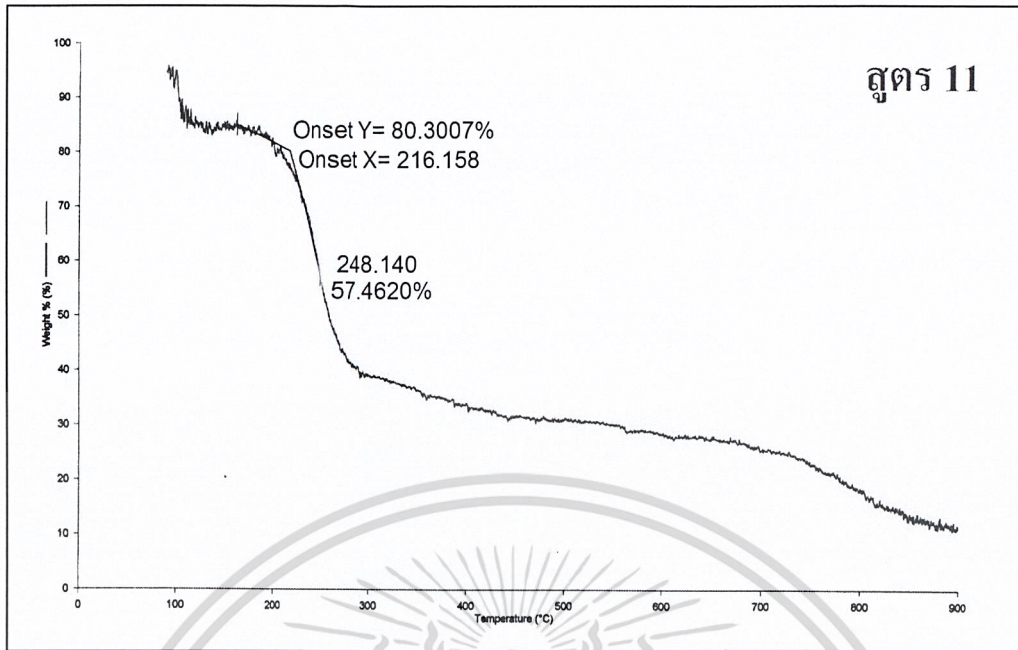 สูตร 11
Onset Y= 80.3007%
Onset X= 216.158
248.140
57.4620%
Weight % (%)
100
90
80
70
60
50
40
30
20
10
0
0 100 200 300 400 500 600 700 800 900
Temperature (°C)